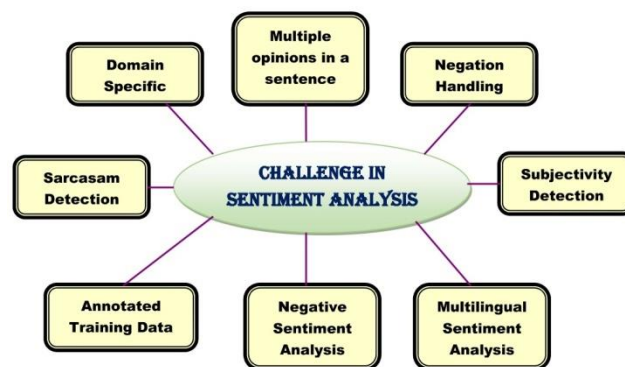 Multiple
opinions in a
sentence
Domain
Specific
Negation
Handling
Sarcasam
Detection
CHALLENGE IN
SENTIMENT ANALYSIS
Subjectivity
Detection
Annotated
Training Data
Negative
Sentiment
Analysis
Multilingual
Sentiment
Analysis